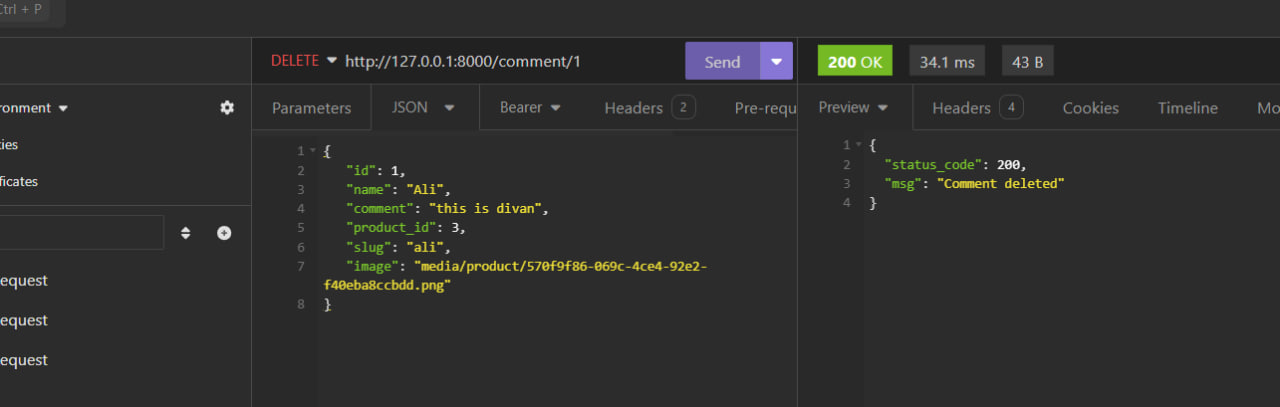 Ctrl + P
DELETE http://127.0.0.1:8000/comment/1 Send 200 OK 34.1 ms 43 B
Parameters JSON Bearer Headers 2 Pre-requ Preview Headers 4 Cookies Timeline Mo
ronment
ies
ificates
equest
equest
equest
1 {
2 "id": 1,
3 "name": "Ali",
4 "comment": "this is divan",
5 "product_id": 3,
6 "slug": "ali",
7 "image": "media/product/570f9f86-069c-4ce4-92e2-
f40eba8ccbdd.png"
8 }
1 {
2 "status_code": 200,
3 "msg": "Comment deleted"
4 }